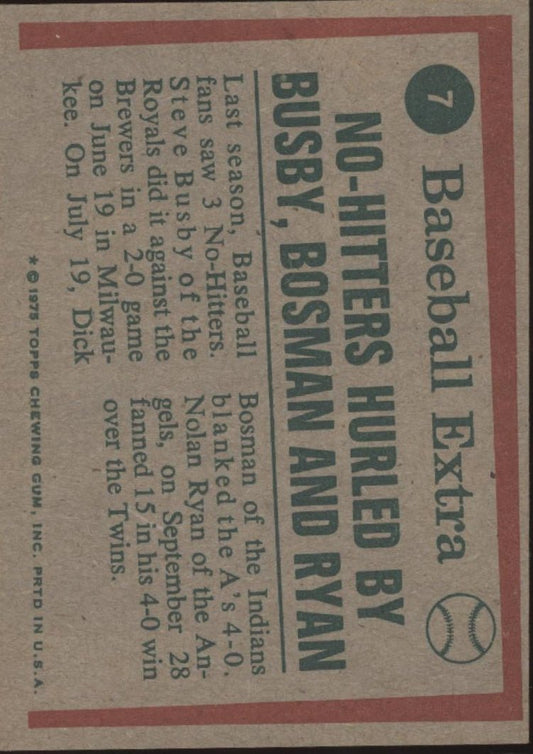 7
Baseball Extra
NO-HITTERS HURLED BY
BUSBY, BOSMAN AND RYAN
Last season, Baseball
fans saw 3 No-Hitters.
Steve Busby of the
Royals did it against the
Brewers in a 2-0 game
on June 19 in Milwau-
kee. On July 19, Dick
Bosman of the Indians
blanked the A's 4-0.
Nolan Ryan of the An-
gels, on September 28
fanned 15 in his 4-0 win
over the Twins.
* © 1975 TOPPS CHEWING GUM, INC. PRTD IN U.S.A.